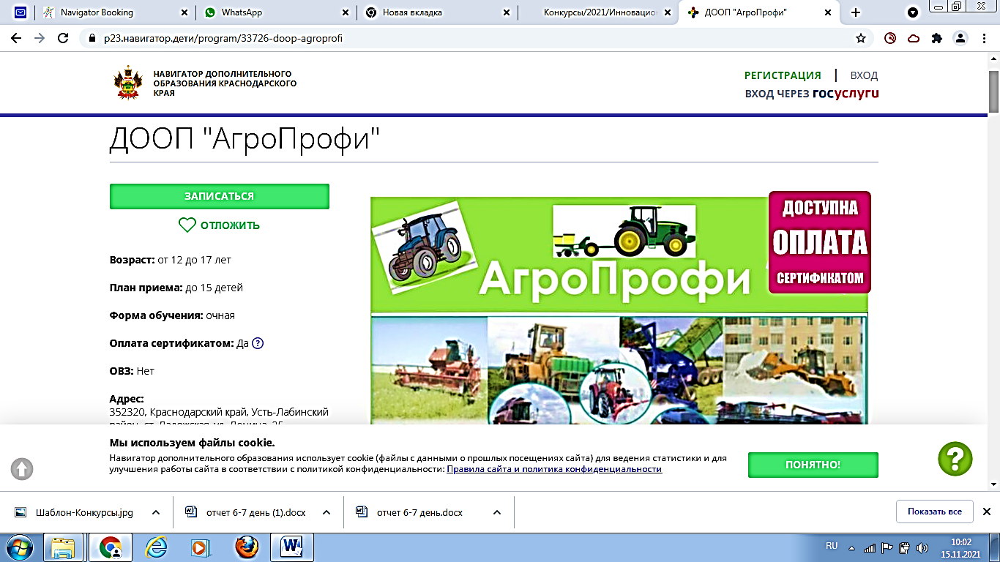 Navigator Booking
WhatsApp
Новая вкладка
Конкурсы/2021/Инновацион
ДООП "АгроПрофи"
p23.навигатор.дети/program/33726-doop-agroprofi
НАВИГАТОР ДОПОЛНИТЕЛЬНОГО
ОБРАЗОВАНИЯ КРАСНОДАРСКОГО
КРАЯ
РЕГИСТРАЦИЯ
ВХОД
ВХОД ЧЕРЕЗ госуслуги
ДООП "АгроПрофи"
ЗАПИСАТЬСЯ
ОТЛОЖИТЬ
Возраст: от 12 до 17 лет
План приема: до 15 детей
Форма обучения: очная
Оплата сертификатом: Да ?
ОВЗ: Нет
Адрес:
352320, Краснодарский край, Усть-Лабинский
АгроПрофи
ДОСТУПНА
ОПЛАТА
СЕРТИФИКАТОМ
Мы используем файлы cookie.
Навигатор дополнительного образования использует cookie (файлы с данными о прошлых посещениях сайта) для ведения статистики и для
улучшения работы сайта в соответствии с политикой конфиденциальности: Правила сайта и политика конфиденциальности
ПОНЯТНО!
?
Шаблон-Конкурсы.jpg
отчет 6-7 день (1).docx
отчет 6-7 день.docx
Показать все
RU
10:02
15.11.2021